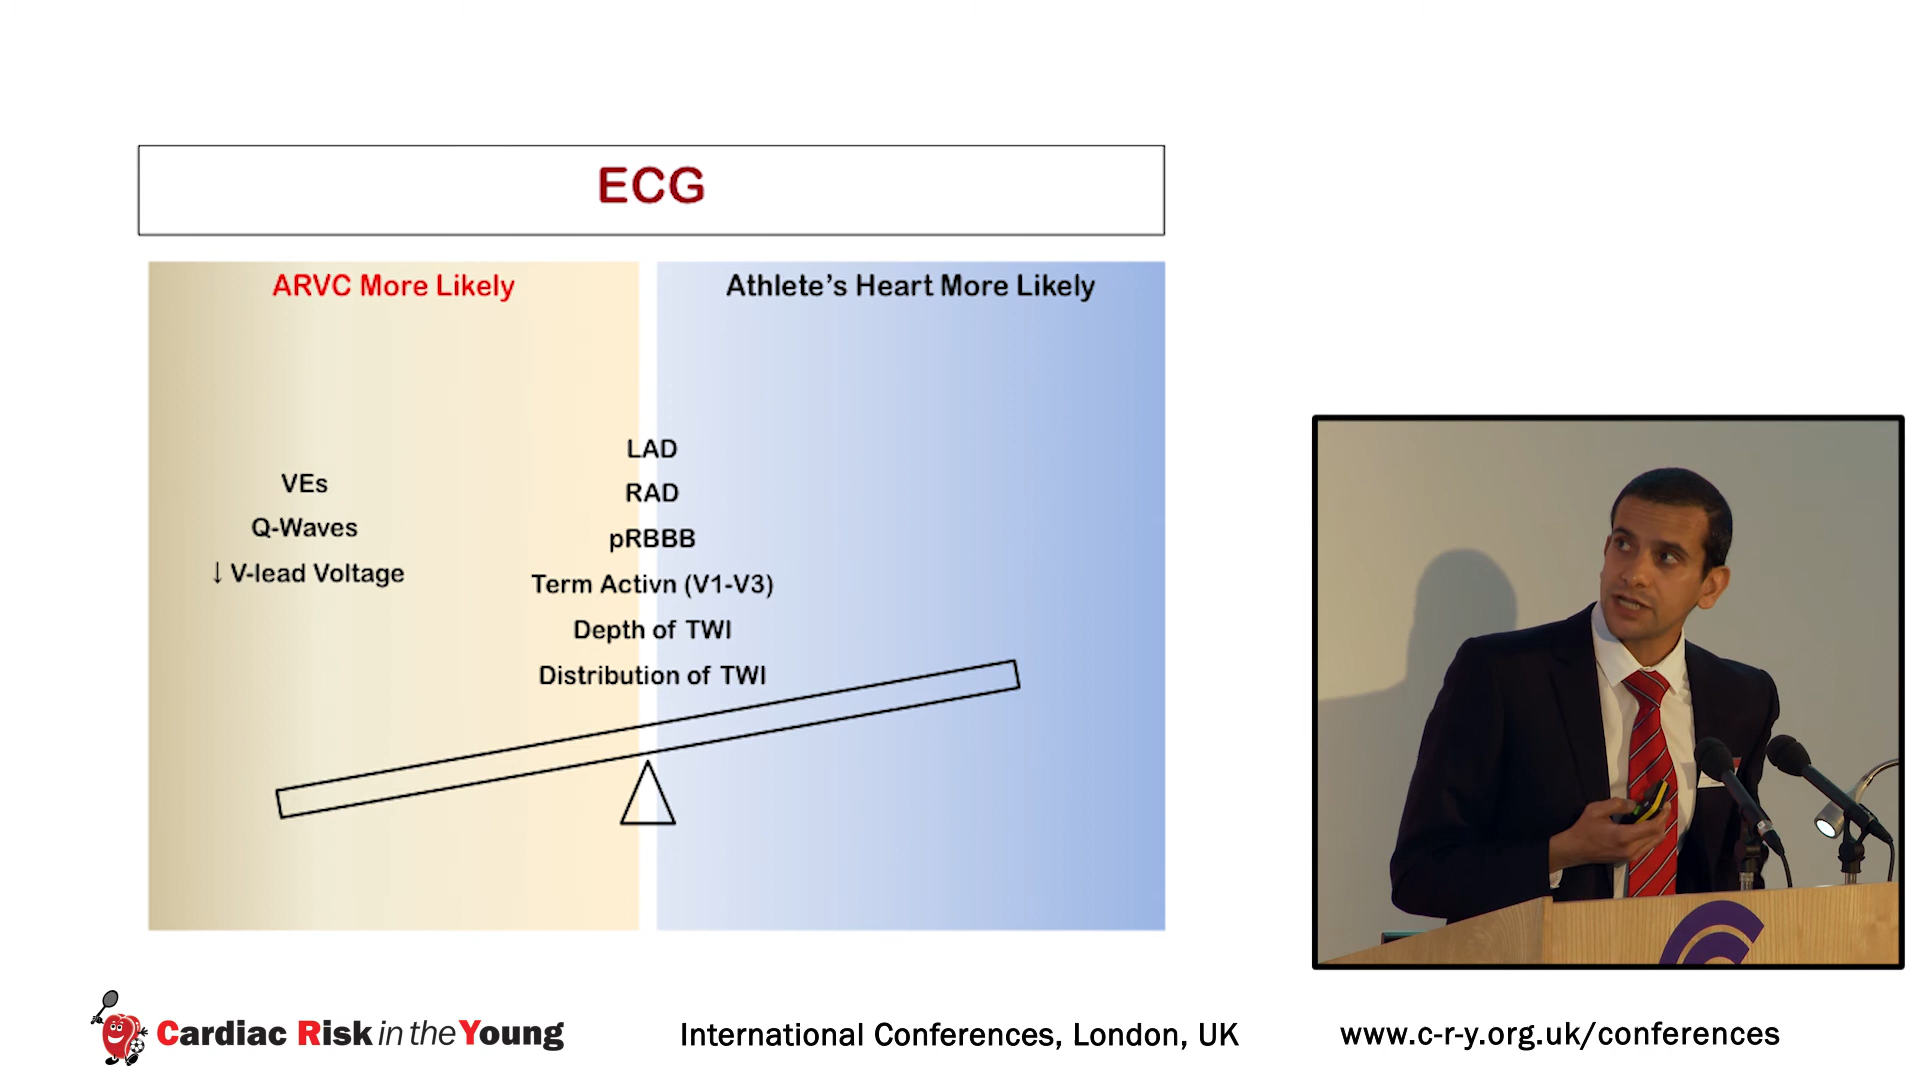 ECG
ARVC More Likely
Athlete’s Heart More Likely
VEs
Q-Waves
↓ V-lead Voltage
LAD
RAD
pRBBB
Term Activn (V1-V3)
Depth of TWI
Distribution of TWI
Cardiac Risk in the Young
International Conferences, London, UK
www.c-r-y.org.uk/conferences